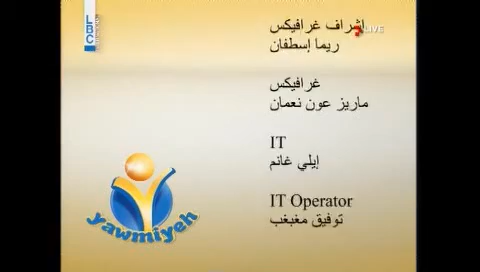 LBC
LIVE
إشراف غرافيكس
ريما إسطفان
غرافيكس
ماريز عون نعمان
IT
إيلي غانم
IT Operator
توفيق مغبغب
yawmiyeh